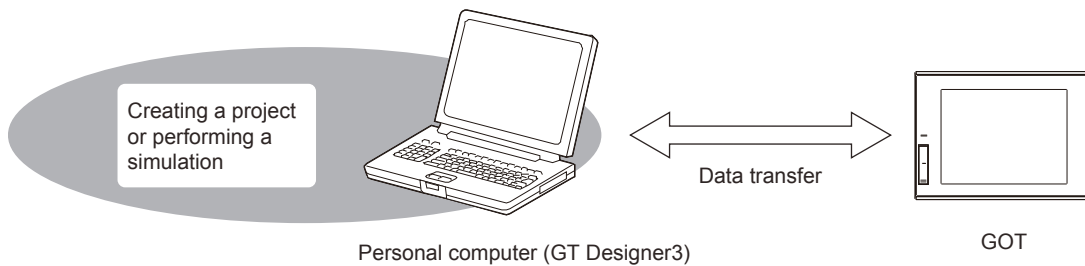 Creating a project
or performing a
simulation
Data transfer
Personal computer (GT Designer3)
GOT